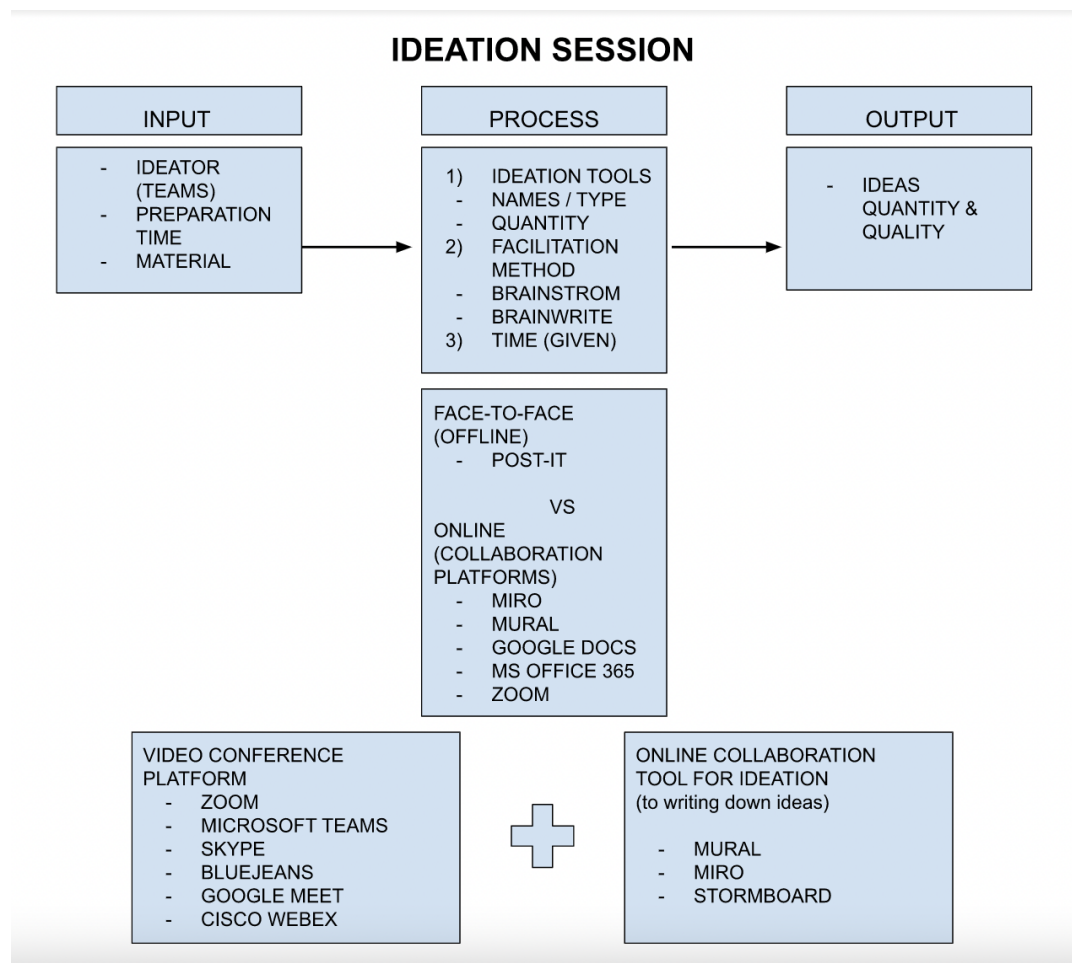 IDEATION SESSION
INPUT
- IDEATOR
(TEAMS)
- PREPARATION
TIME
- MATERIAL
PROCESS
1) IDEATION TOOLS
- NAMES / TYPE
- QUANTITY
2) FACILITATION
METHOD
- BRAINSTROM
- BRAINWRITE
3) TIME (GIVEN)
OUTPUT
- IDEAS
QUANTITY &
QUALITY
FACE-TO-FACE
(OFFLINE)
- POST-IT
VS
ONLINE
(COLLABORATION
PLATFORMS)
- MIRO
- MURAL
- GOOGLE DOCS
- MS OFFICE 365
- ZOOM
VIDEO CONFERENCE
PLATFORM
- ZOOM
- MICROSOFT TEAMS
- SKYPE
- BLUEJEANS
- GOOGLE MEET
- CISCO WEBEX
ONLINE COLLABORATION
TOOL FOR IDEATION
(to writing down ideas)
- MURAL
- MIRO
- STORMBOARD